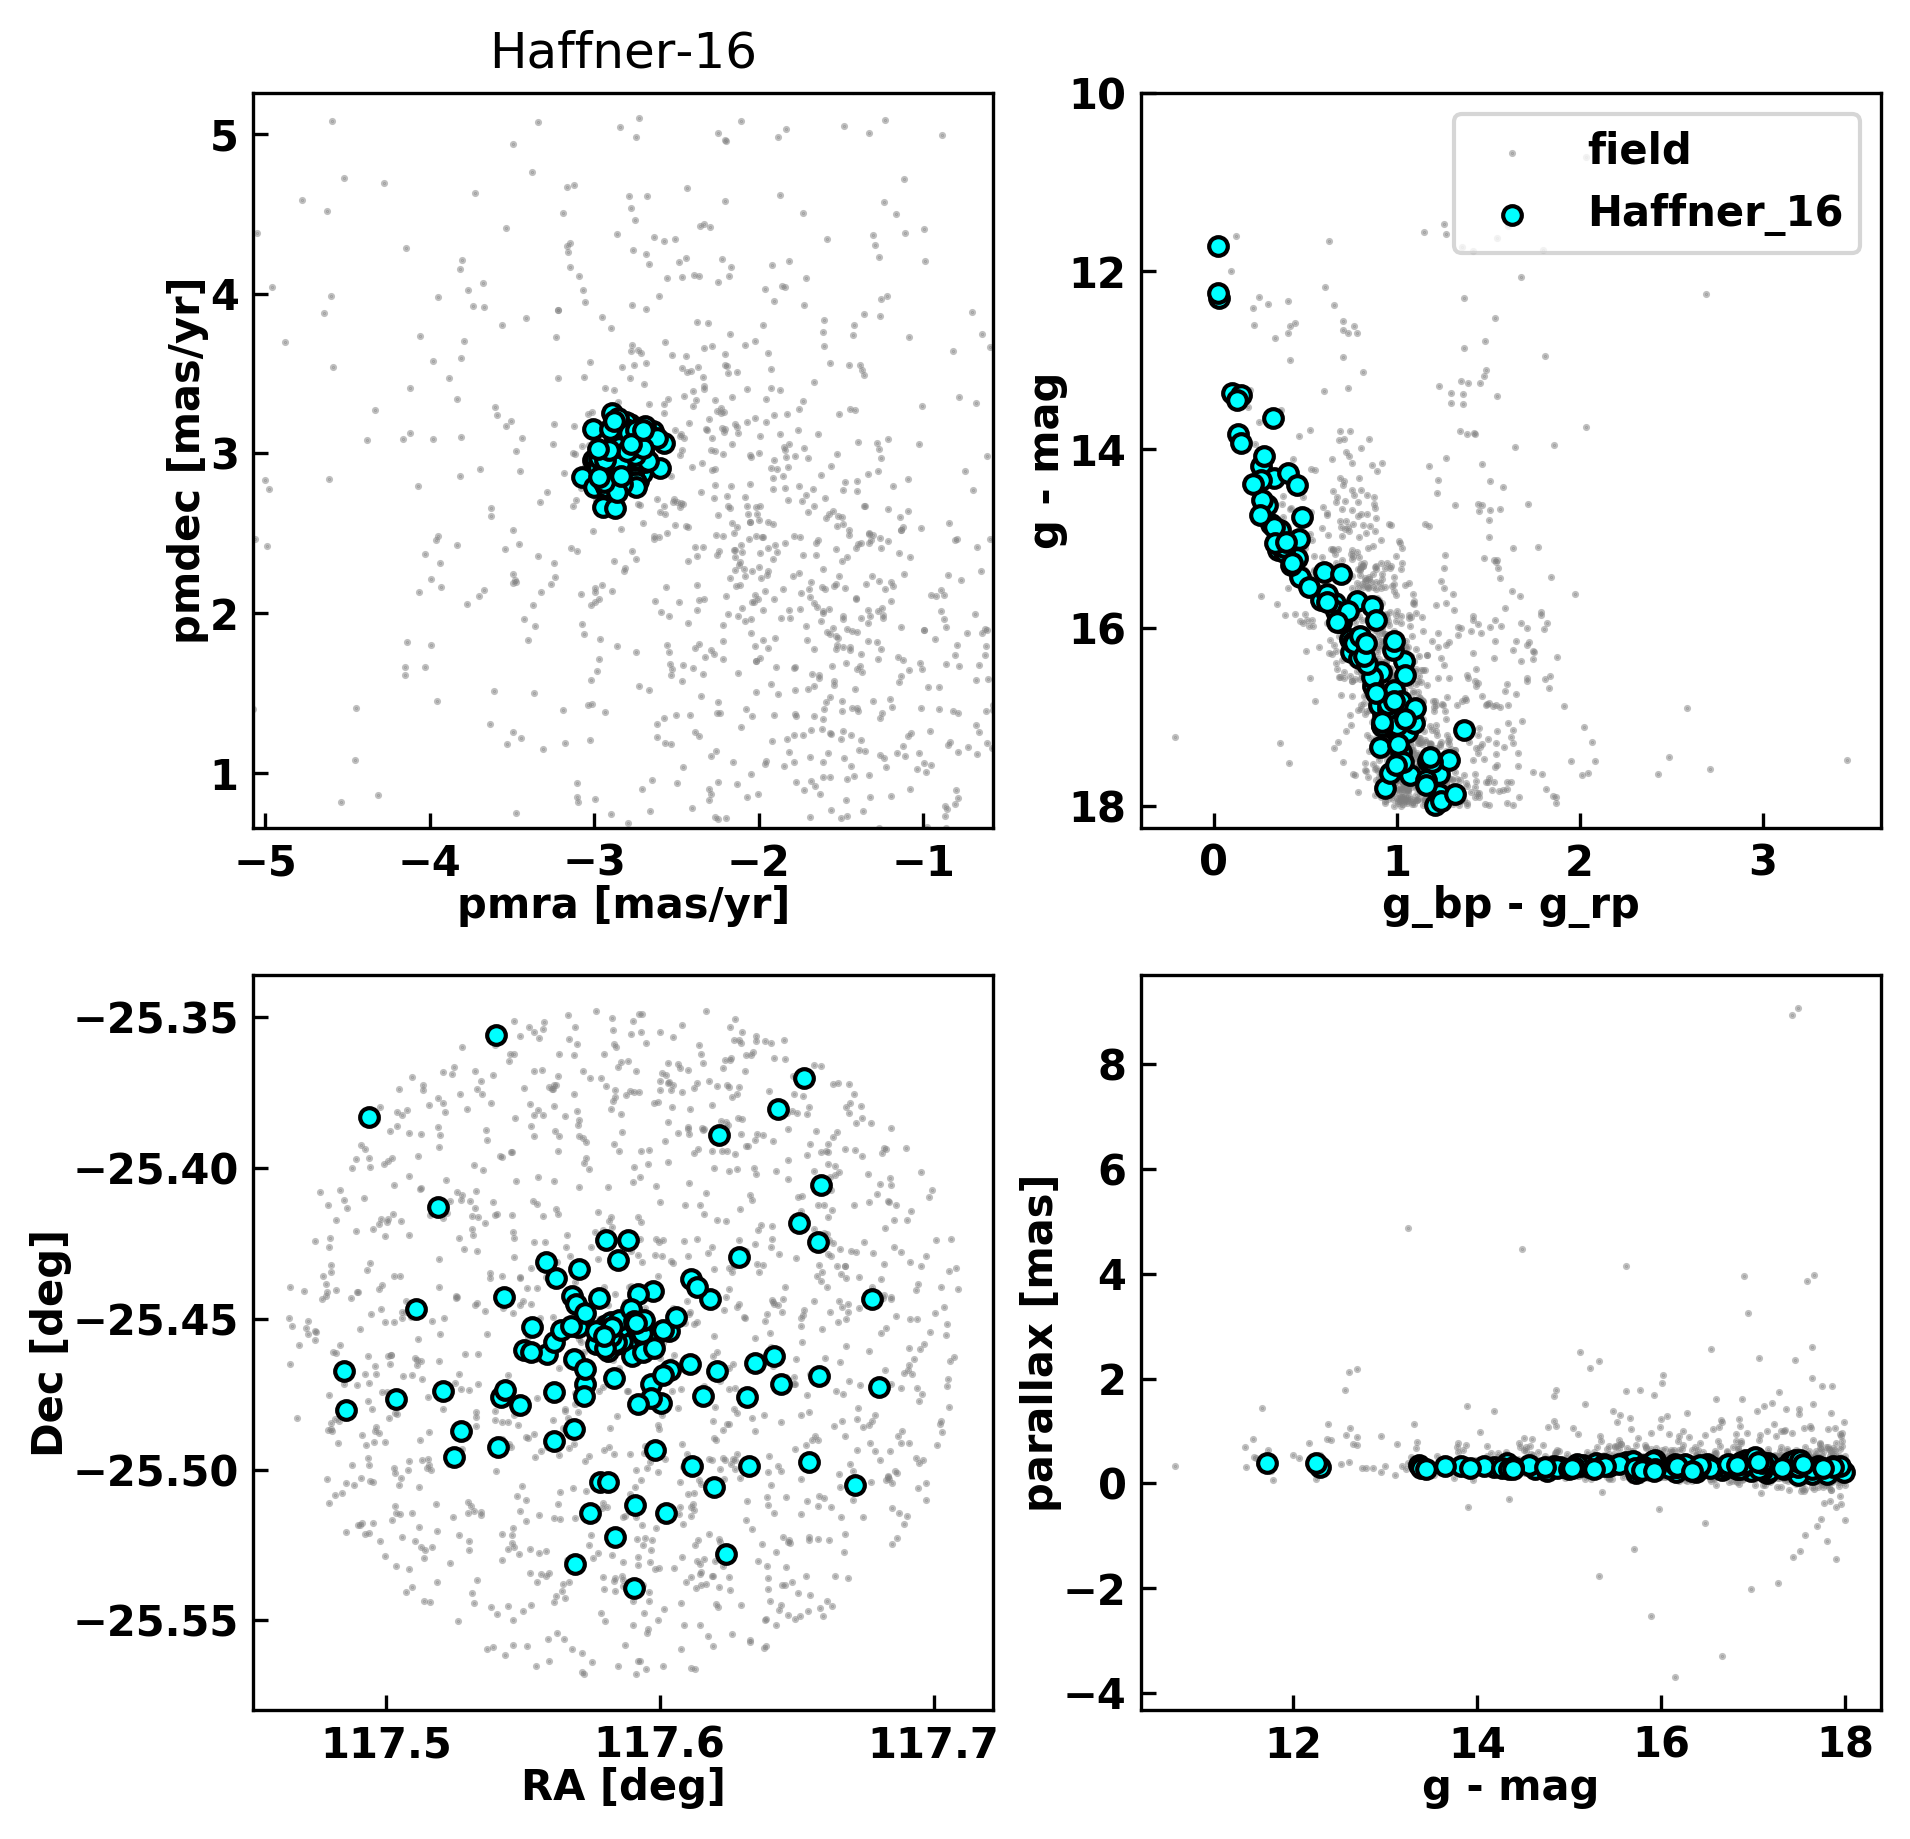 Haffner-16
5
4
3
2
1
pmdec [mas/yr]
−5 −4 −3 −2 −1
pmra [mas/yr]
10
12
14
16
18
g - mag
field
Haffner_16
0 1 2 3
g_bp - g_rp
−25.35
−25.40
−25.45
−25.50
−25.55
Dec [deg]
117.5 117.6 117.7
RA [deg]
8
6
4
2
0
−2
−4
parallax [mas]
12 14 16 18
g - mag